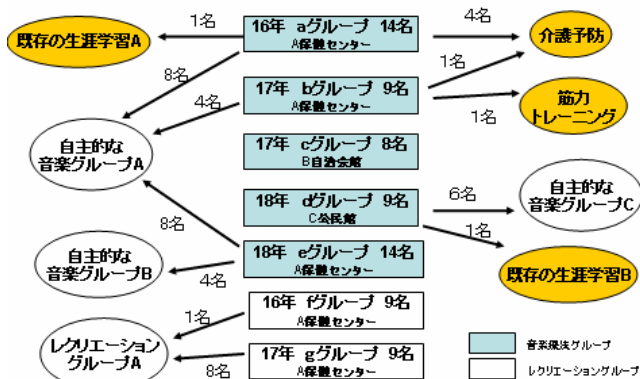 1名
16年 aグループ 14名
A保健センター
4名
既存の生涯学習A
介護予防
8名
1名
17年 bグループ 9名
A保健センター
4名
筋力
トレーニング
1名
自主的な
音楽グループA
17年 cグループ 8名
B自治会館
18年 dグループ 9名
C公民館
6名
自主的な
音楽グループC
8名
1名
自主的な
音楽グループB
18年 eグループ 14名
A保健センター
4名
既存の生涯学習B
16年 fグループ 9名
A保健センター
1名
レクリエーション
グループA
17年 gグループ 9名
A保健センター
8名
音楽療法グループ
レクリエーショングループ